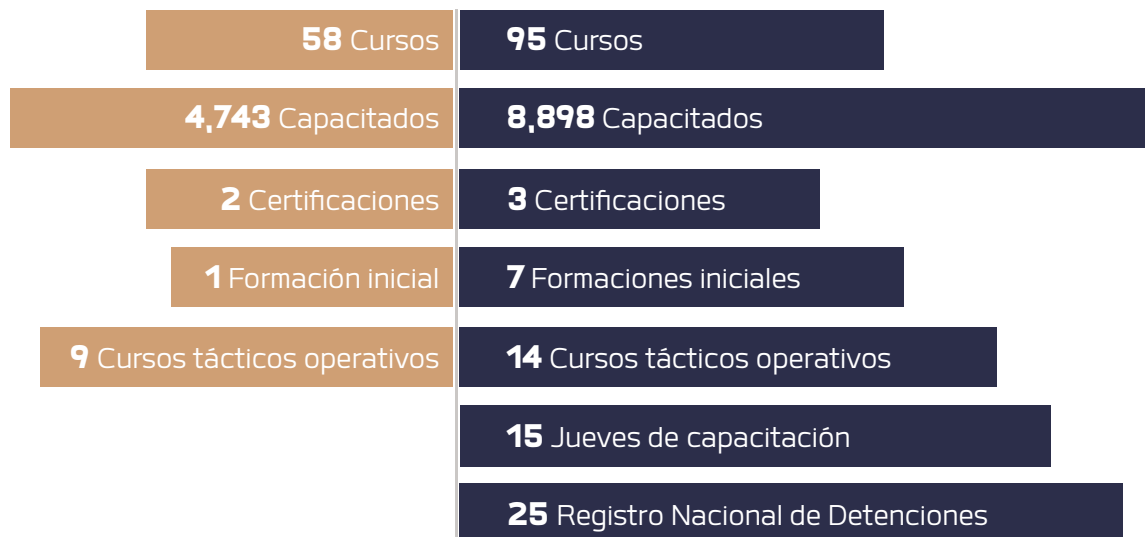 58 Cursos 95 Cursos
4,743 Capacitados 8,898 Capacitados
2 Certificaciones 3 Certificaciones
1 Formación inicial 7 Formaciones iniciales
9 Cursos tácticos operativos 14 Cursos tácticos operativos
15 Jueves de capacitación
25 Registro Nacional de Detenciones